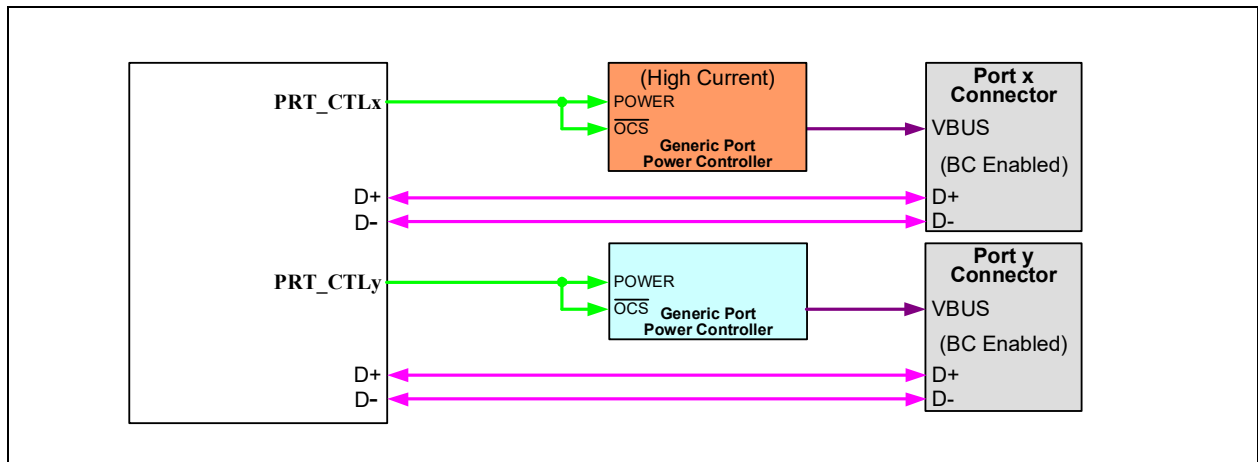 PRT_CTLx
D+
D-
PRT_CTLy
D+
D-
(High Current)
POWER
OCS
Generic Port
Power Controller
POWER
OCS
Generic Port
Power Controller
Port x
Connector
VBUS
(BC Enabled)
D+
D-
Port y
Connector
VBUS
(BC Enabled)
D+
D-